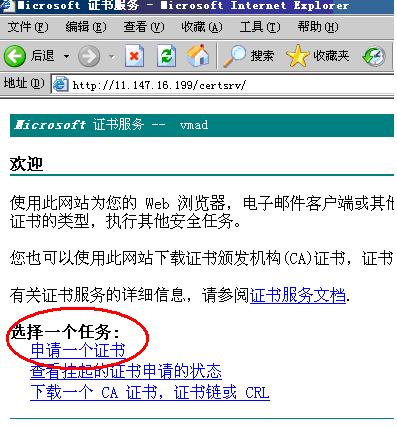 Microsoft 证书服务 - Microsoft Internet Explorer
文件(F) 编辑(E) 查看(V) 收藏(A) 工具(T) 帮助(H)
后退 搜索 收藏夹
地址(D) http://11.147.16.199/certsrv/
Microsoft 证书服务 -- vmad
欢迎
使用此网站为您的 Web 浏览器，电子邮件客户端或其他
证书的类型，执行其他安全任务。
您也可以使用此网站下载证书颁发机构(CA)证书，证书
有关证书服务的详细信息，请参阅证书服务文档.
选择一个任务:
申请一个证书
查看挂起的证书申请的状态
下载一个 CA 证书，证书链或 CRL